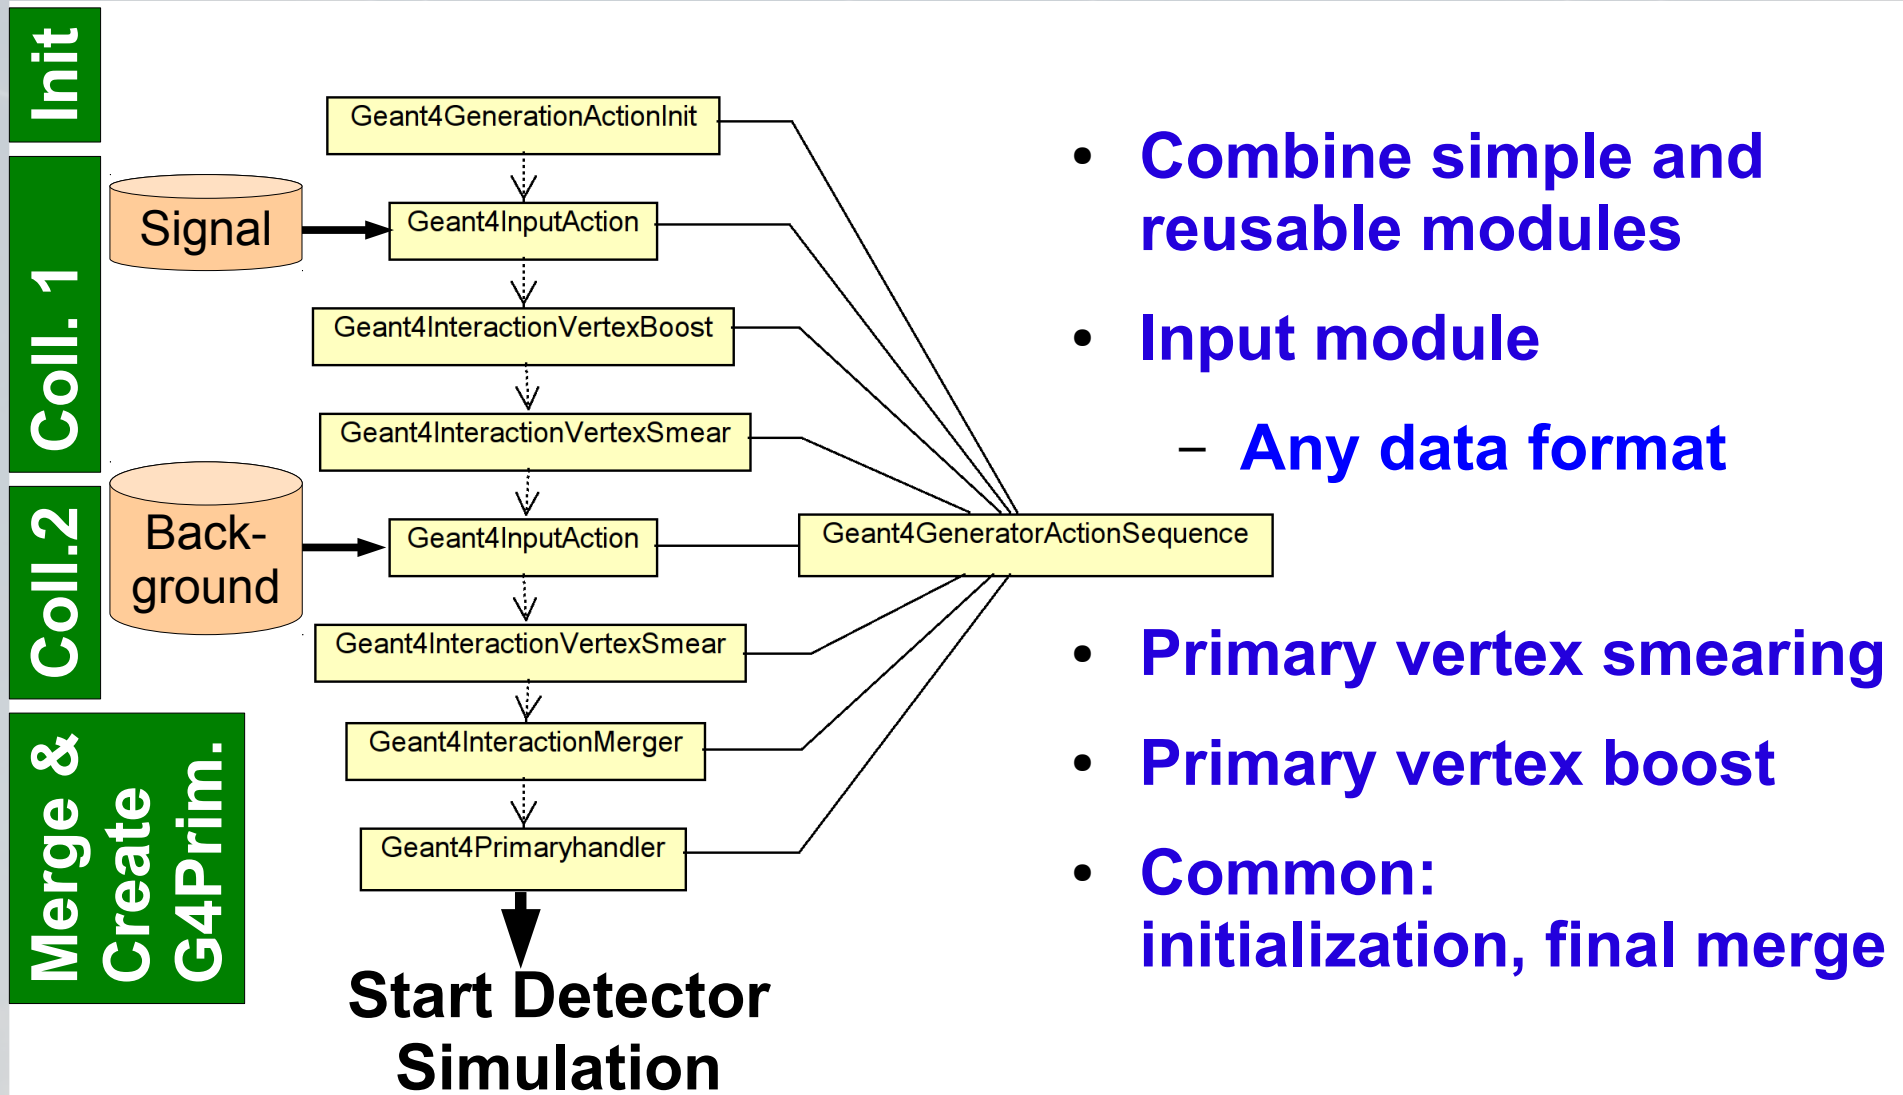 Init
Coll. 1
Coll.2
Merge &
Create
G4Prim.
Signal
Back-
ground
Geant4GenerationActionInit
Geant4InputAction
Geant4InteractionVertexBoost
Geant4InteractionVertexSmear
Geant4InputAction
Geant4InteractionVertexSmear
Geant4InteractionMerger
Geant4Primaryhandler
Geant4GeneratorActionSequence
Start Detector
Simulation
• Combine simple and
reusable modules
• Input module
– Any data format
• Primary vertex smearing
• Primary vertex boost
• Common:
initialization, final merge